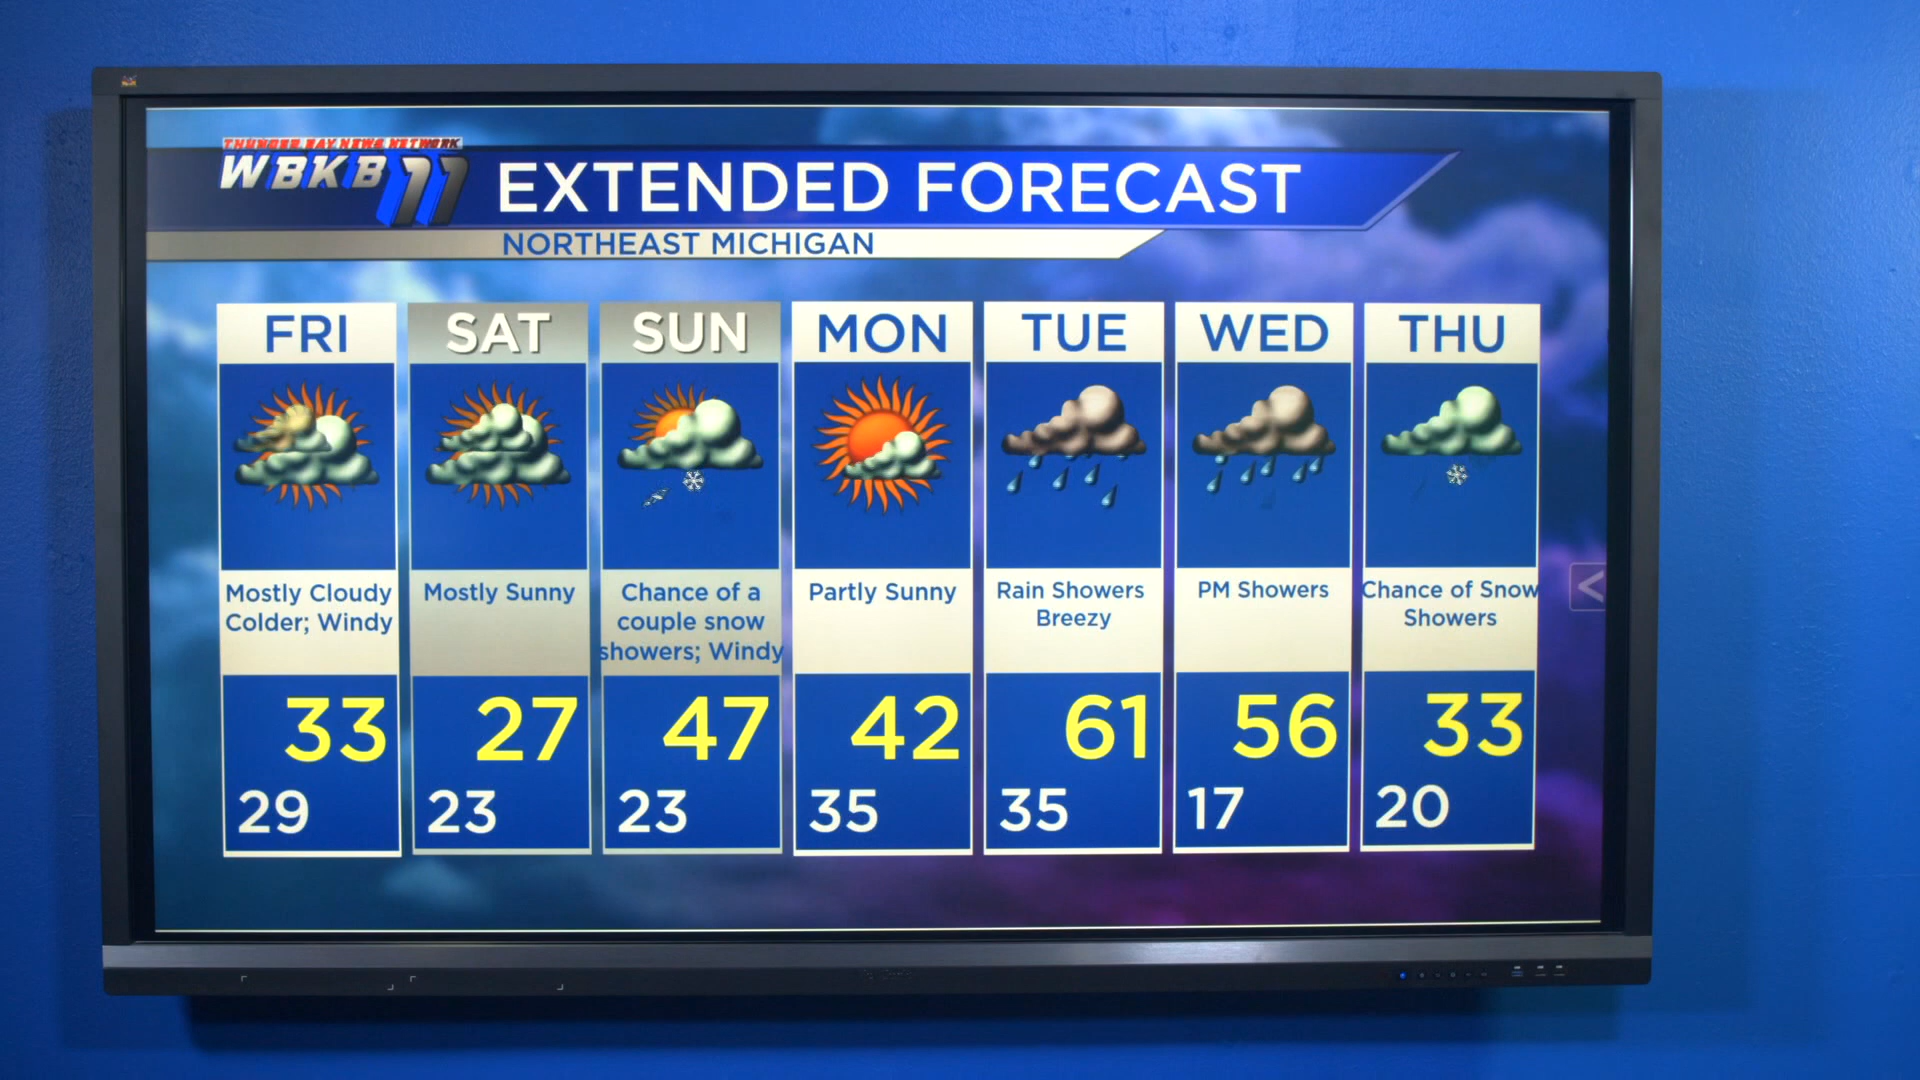 THUNDER BAY NEWS NETWORK
WBKB 11
EXTENDED FORECAST
NORTHEAST MICHIGAN
FRI
Mostly Cloudy
Colder; Windy
33
29
SAT
Mostly Sunny
27
23
SUN
Chance of a
couple snow
showers; Windy
47
23
MON
Partly Sunny
42
35
TUE
Rain Showers
Breezy
61
35
WED
PM Showers
56
17
THU
Chance of Snow
Showers
33
20
<